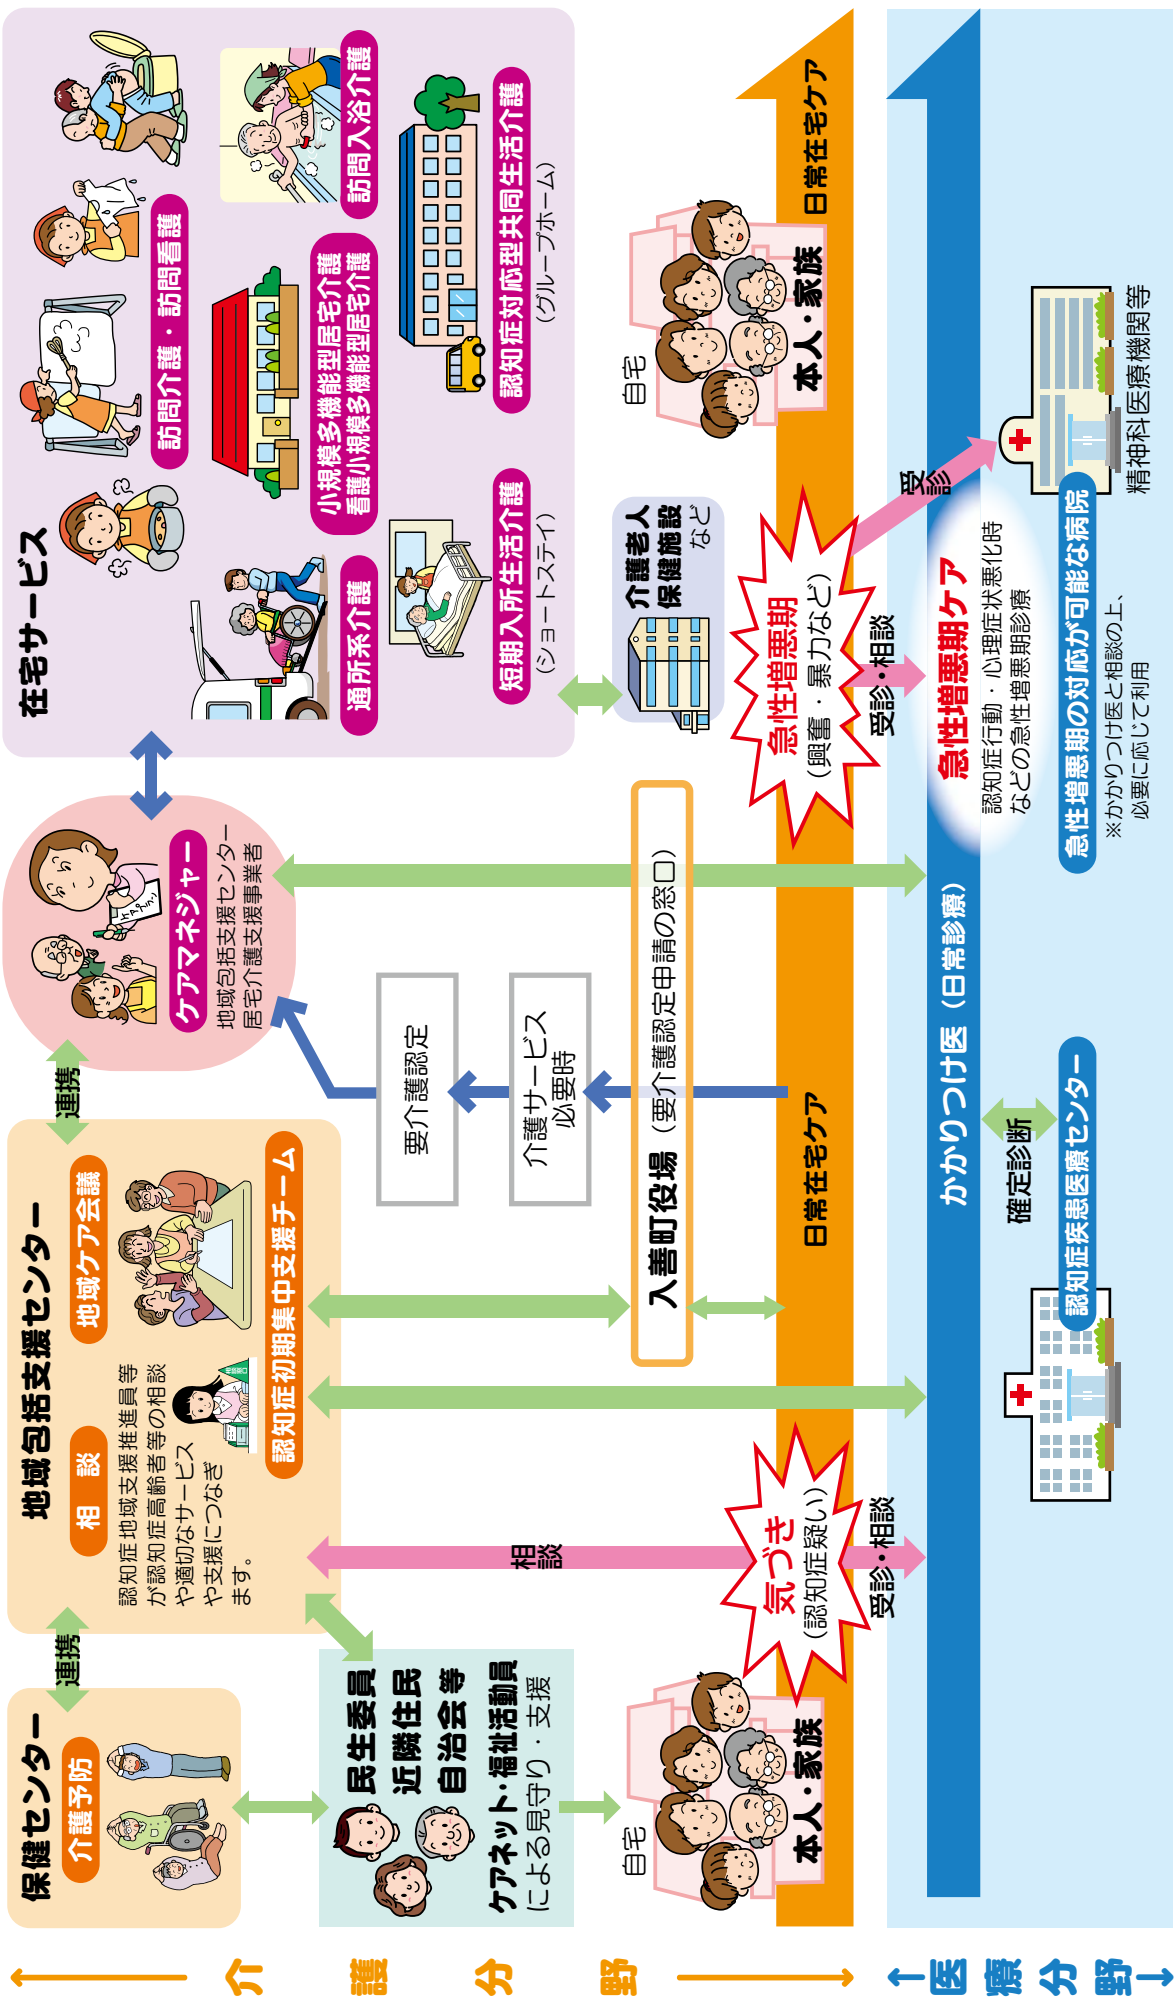 介護分野
医療分野
保健センター
介護予防
連携
地域包括支援センター
相談
認知症地域支援推進員等
が認知症高齢者等の相談
や適切なサービス
や支援につなぎ
ます。
地域ケア会議
認知症初期集中支援チーム
連携
ケアマネジャー
地域包括支援センター
居宅介護支援事業者
在宅サービス
訪問介護・訪問看護
訪問入浴介護
通所系介護
小規模多機能型居宅介護
看護小規模多機能型居宅介護
短期入所生活介護
(ショートステイ)
認知症対応型共同生活介護
(グループホーム)
民生委員
近隣住民
自治会等
ケアネット・福祉活動員
による見守り・支援
相談
要介護認定
介護サービス
必要時
入善町役場(要介護認定申請の窓口)
介護老人
保健施設
など
自宅
本人・家族
気づき
(認知症疑い)
受診・相談
日常在宅ケア
急性増悪期
(興奮・暴力など)
受診・相談
受診
自宅
本人・家族
日常在宅ケア
かかりつけ医(日常診療)
確定診断
認知症疾患医療センター
急性増悪期ケア
認知症行動・心理症状悪化時
などの急性増悪期診療
急性増悪期の対応が可能な病院
※かかりつけ医と相談の上、
必要に応じて利用
精神科医療機関等